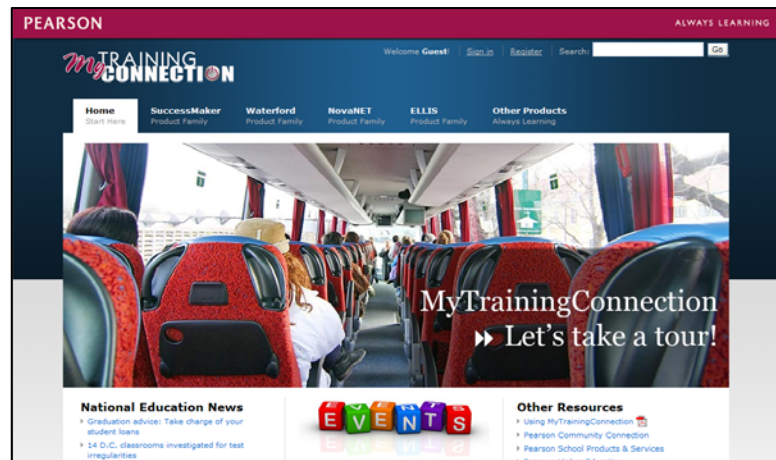 PEARSON
ALWAYS LEARNING
MyTRAINING
CONNECTION
Welcome Guest! Sign in Register Search: Go
Home SuccessMaker Waterford NovaNET ELLIS Other Products
Start Here Product Family Product Family Product Family Product Family Always Learning
MyTrainingConnection
Let's take a tour!
National Education News
Graduation advice: Take charge of your
student loans
14 D.C. classrooms investigated for test
irregularities
EVENTS
Other Resources
Using MyTrainingConnection
Pearson Community Connection
Pearson School Products & Services